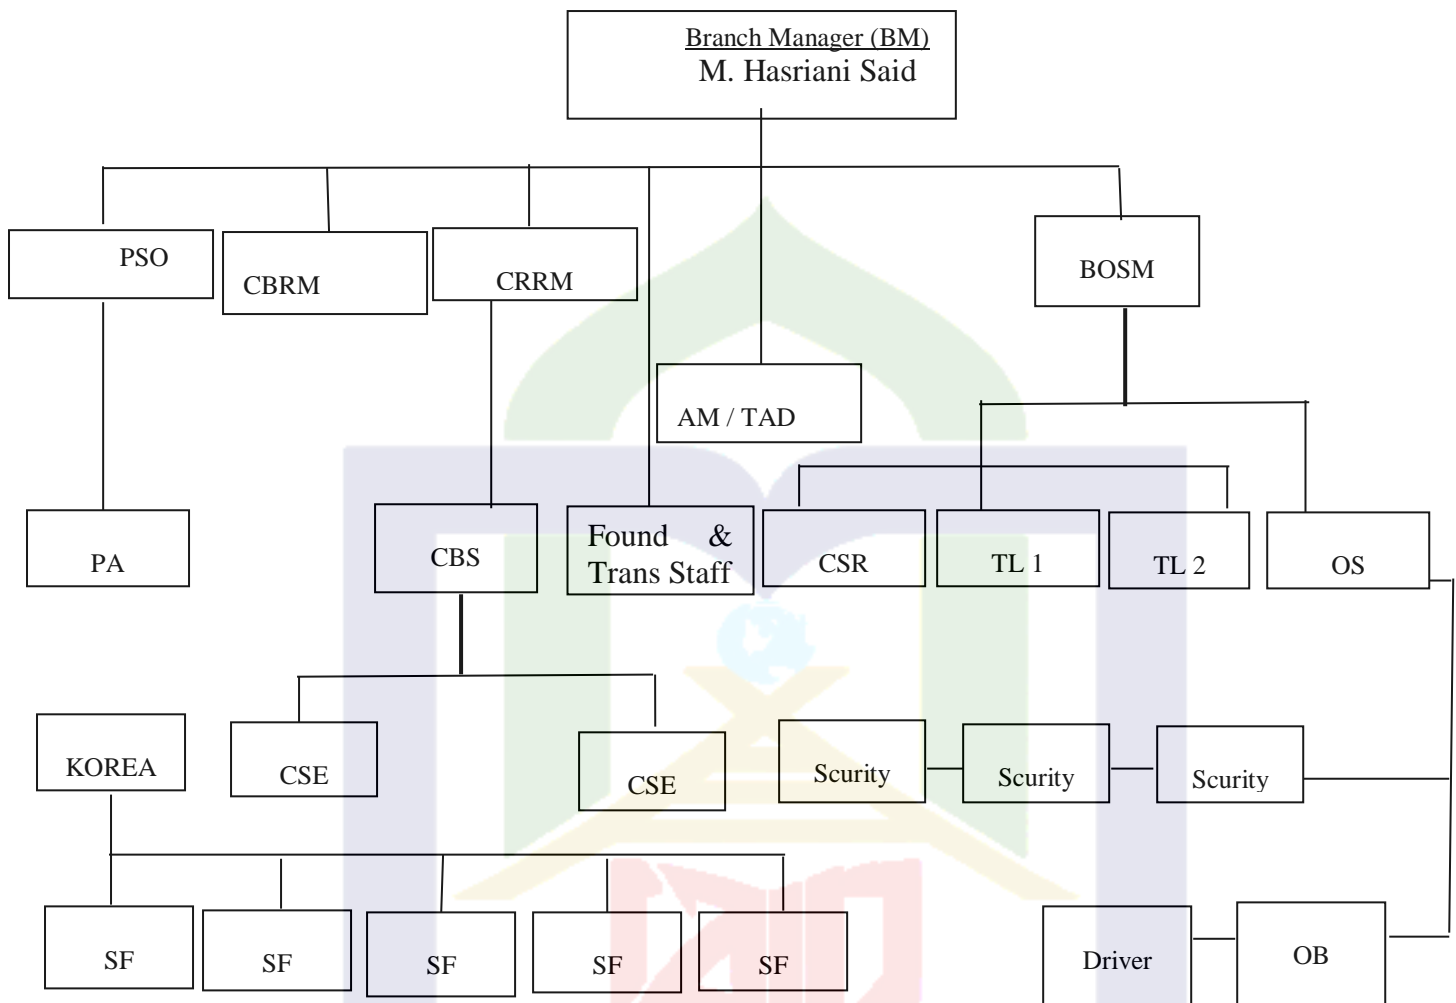 Branch Manager (BM)
M. Hasriani Said
PSO
CBRM
CRRM
BOSM
AM / TAD
PA
CBS
Found & 
Trans Staff
CSR
TL 1
TL 2
OS
KOREA
CSE
CSE
Scurity
Scurity
Scurity
SF
SF
SF
SF
SF
Driver
OB